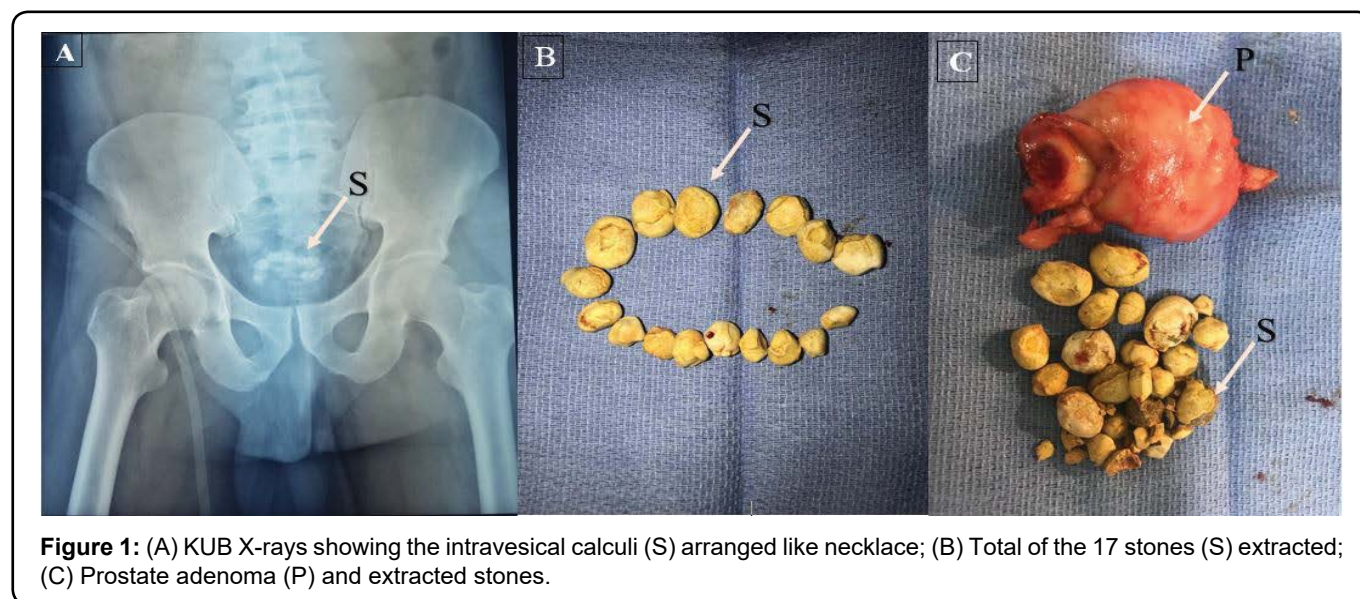 A
S
B
S
C
P
S
Figure 1: (A) KUB X-rays showing the intravesical calculi (S) arranged like necklace; (B) Total of the 17 stones (S) extracted;
(C) Prostate adenoma (P) and extracted stones.